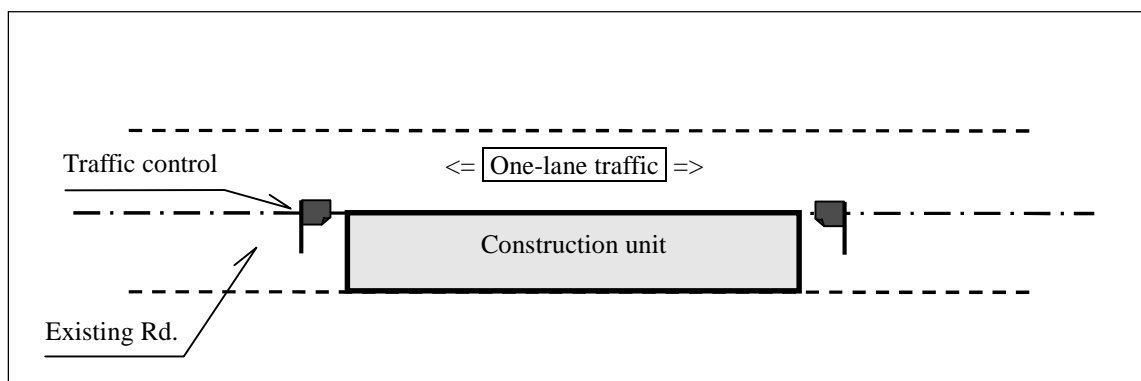 Traffic control
<= One-lane traffic =>
Construction unit
Existing Rd.